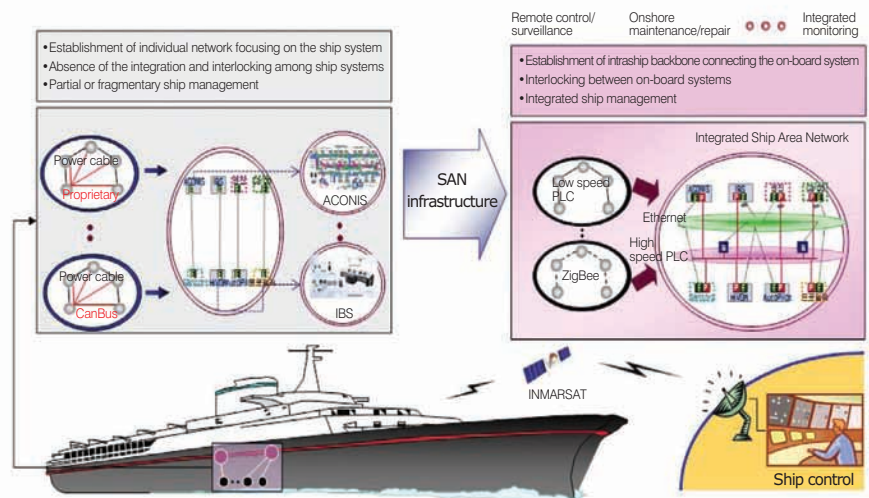 Remote control/
surveillance
Onshore
maintenance/repair
Integrated
monitoring
•Establishment of individual network focusing on the ship system
•Absence of the integration and interlocking among ship systems
•Partial or fragmentary ship management
•Establishment of intraship backbone connecting the on-board system
•Interlocking between on-board systems
•Integrated ship management
Power cable
Proprietary
Power cable
CanBus
ACONIS
ACONIS
IBS
SAN
infrastructure
Integrated Ship Area Network
Low speed
PLC
ZigBee
ACONIS
Ethernet
High
speed PLC
INMARSAT
Ship control